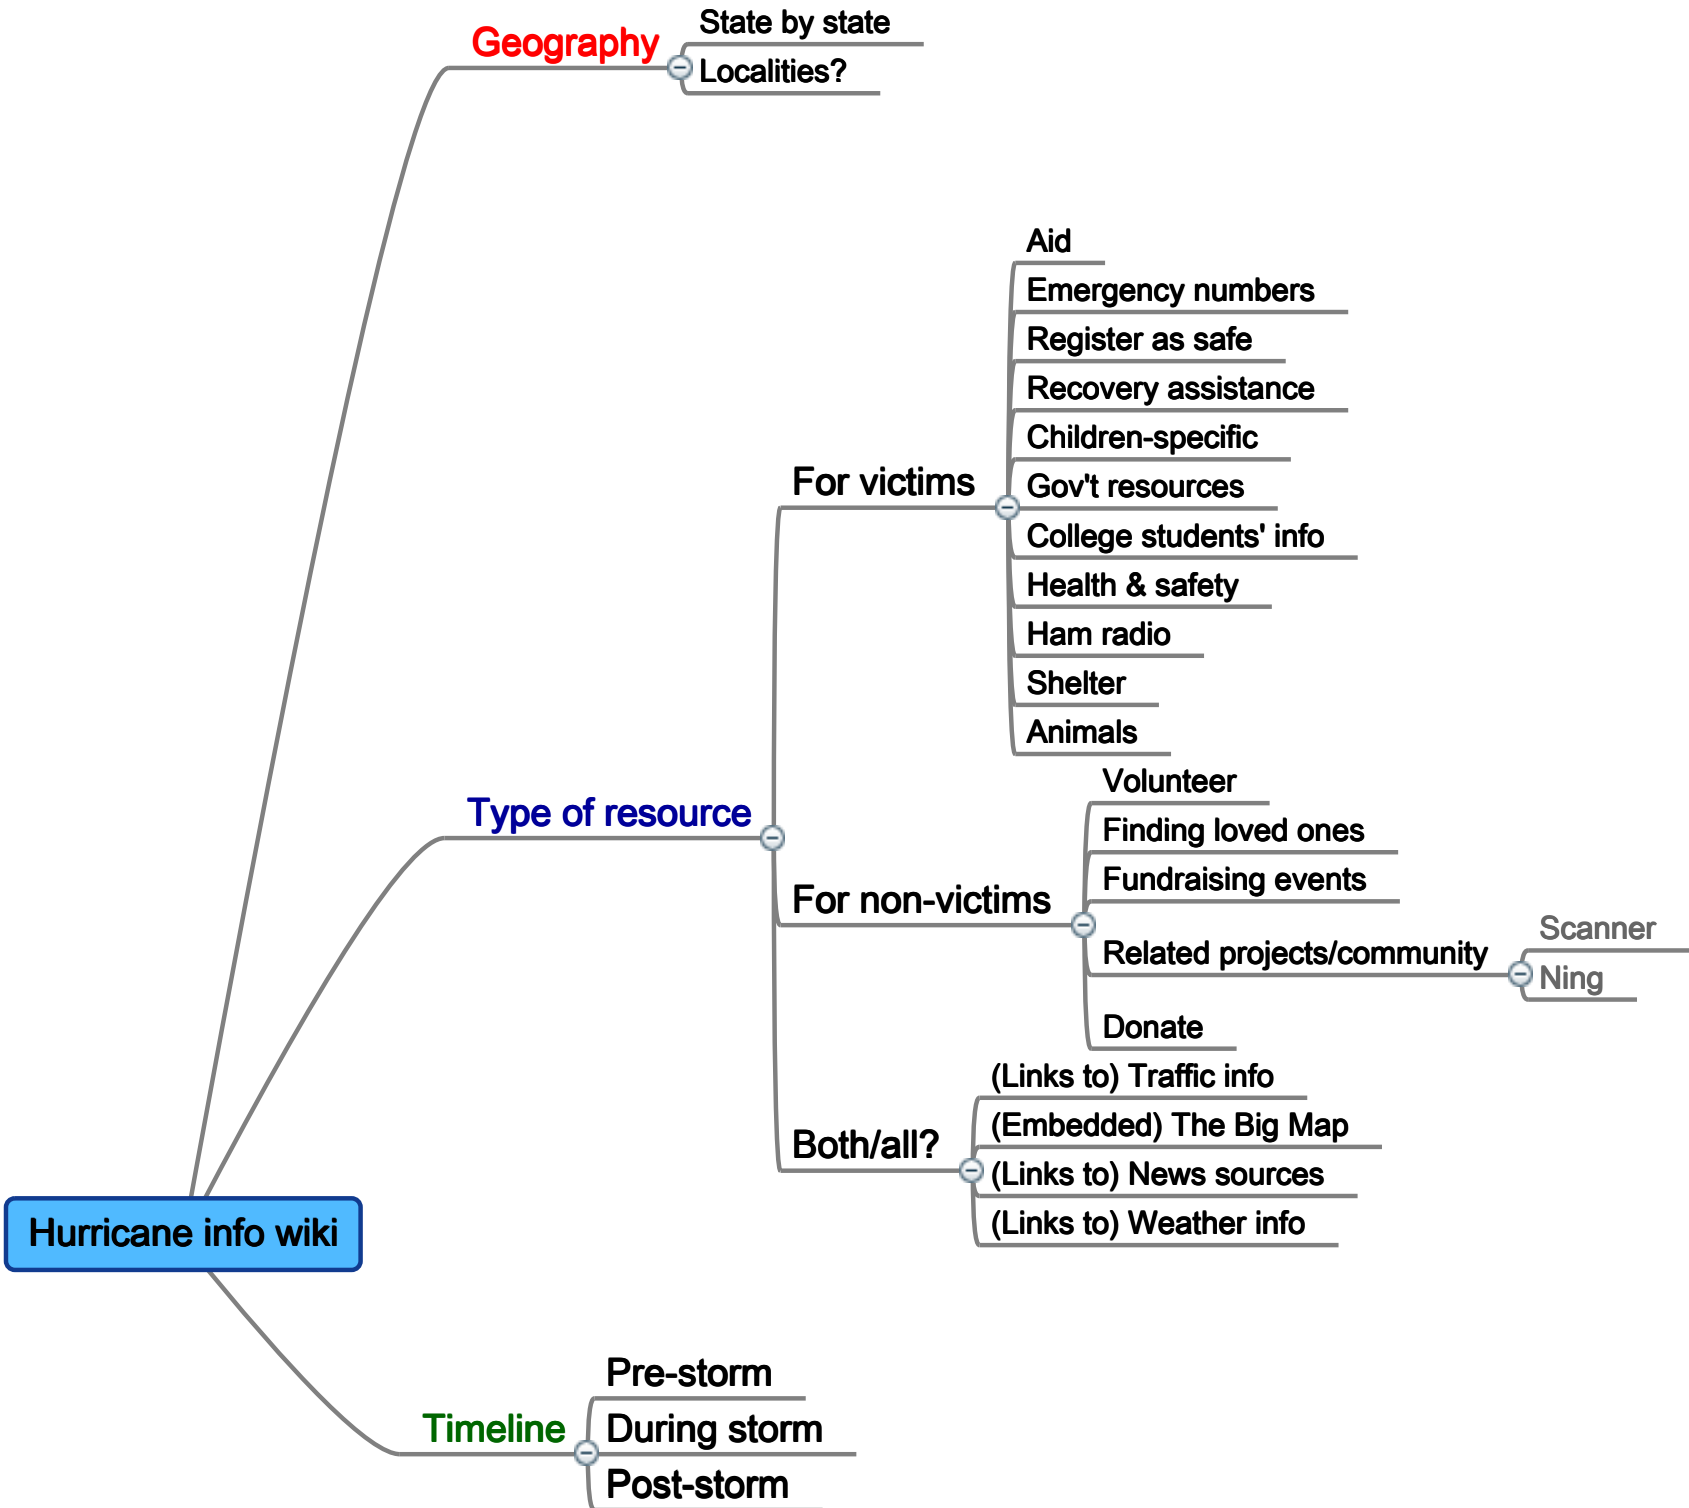 State by state
Geography
Localities?
Aid
Emergency numbers
Register as safe
Recovery assistance
Children-specific
For victims
Gov't resources
College students' info
Health & safety
Ham radio
Shelter
Animals
Volunteer
Type of resource
Finding loved ones
Fundraising events
For non-victims
Scanner
Related projects/community
Ning
Donate
(Links to) Traffic info
(Embedded) The Big Map
Both/all?
(Links to) News sources
(Links to) Weather info
Hurricane info wiki
Pre-storm
Timeline
During storm
Post-storm